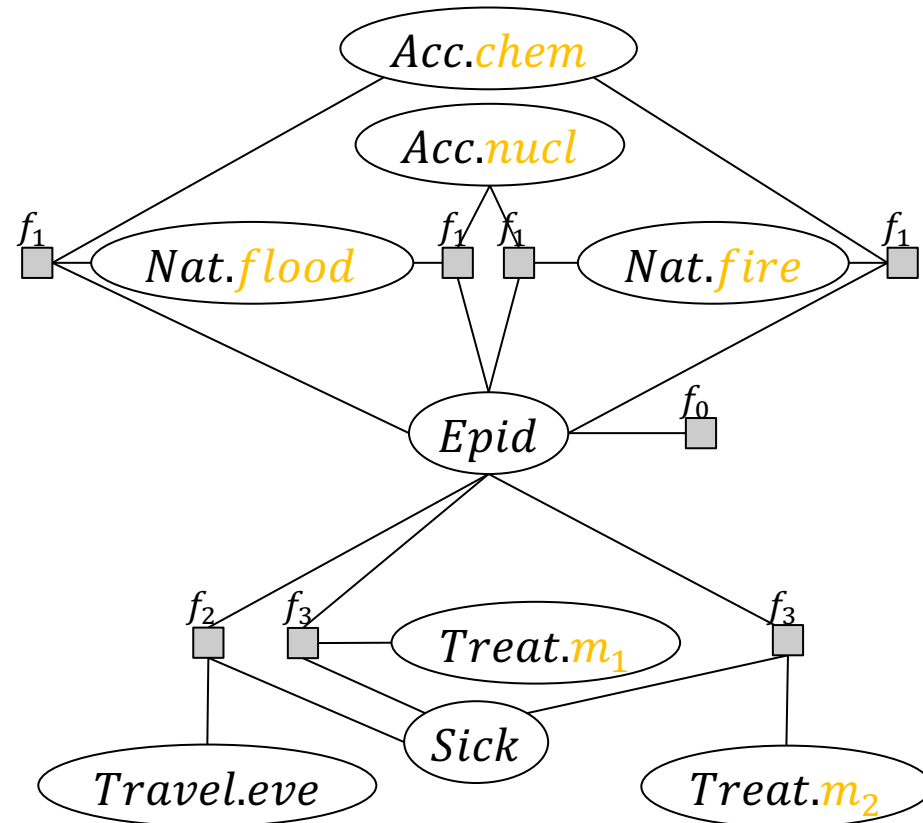 Acc.chem
Acc.nucl
f₁ f₁ f₁ f₁
Nat.flood Nat.fire
f₀
Epid
f₂ f₃ f₃
Treat.m₁
Sick
Travel.eve Treat.m₂